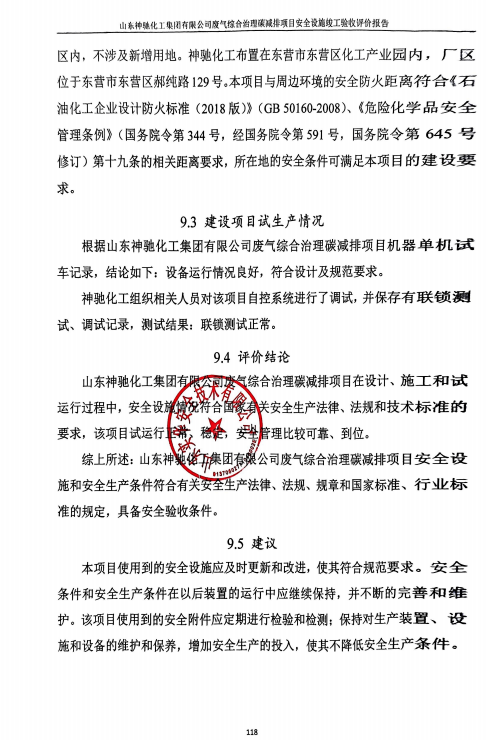 山东神驰化工集团有限公司废气综合治理碳减排项目安全设施竣工验收评价报告
区内，不涉及新增用地。神驰化工布置在东营市东营区化工产业园内，厂区
位于东营市东营区郝纯路129号。本项目与周边环境的安全防火距离符合《石
油化工企业设计防火标准（2018版）》（GB 50160-2008）、《危险化学品安全
管理条例》（国务院令第344号，经国务院令第591号，国务院令第 645 号
修订）第十九条的相关距离要求，所在地的安全条件可满足本项目的建设要
求。
9.3 建设项目试生产情况
根据山东神驰化工集团有限公司废气综合治理碳减排项目机器单机试
车记录，结论如下：设备运行情况良好，符合设计及规范要求。
神驰化工组织相关人员对该项目自控系统进行了调试，并保存有联锁测
试、调试记录，测试结果：联锁测试正常。
9.4 评价结论
山东神驰化工集团有限公司废气综合治理碳减排项目在设计、施工和试
运行过程中，安全设施情况符合国家有关安全生产法律、法规和技术标准的
要求，该项目试运行正常，稳定，安全管理比较可靠、到位。
综上所述：山东神驰化工集团有限公司废气综合治理碳减排项目安全设
施和安全生产条件符合有关安全生产法律、法规、规章和国家标准、行业标
准的规定，具备安全验收条件。
9.5 建议
本项目使用到的安全设施应及时更新和改进，使其符合规范要求。安全
条件和安全生产条件在以后装置的运行中应继续保持，并不断的完善和维
护。该项目使用到的安全附件应定期进行检验和检测；保持对生产装置、设
施和设备的维护和保养，增加安全生产的投入，使其不降低安全生产条件。
118